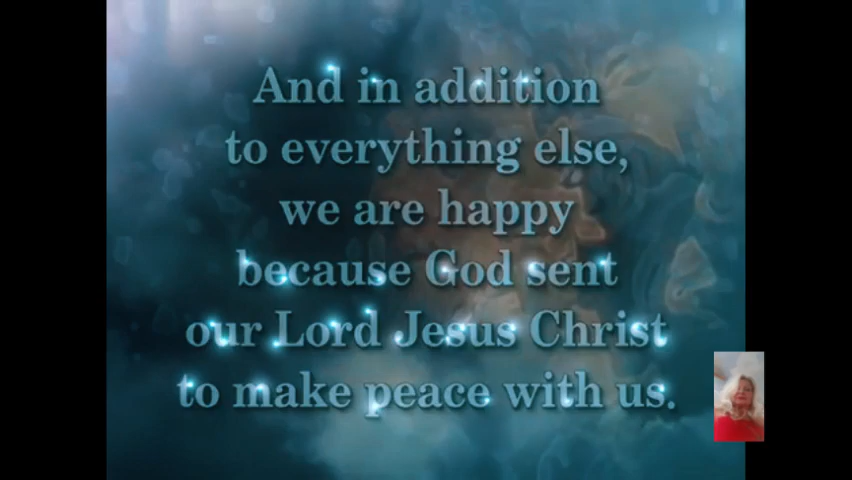 And in addition
to everything else,
we are happy
because God sent
our Lord Jesus Christ
to make peace with us.